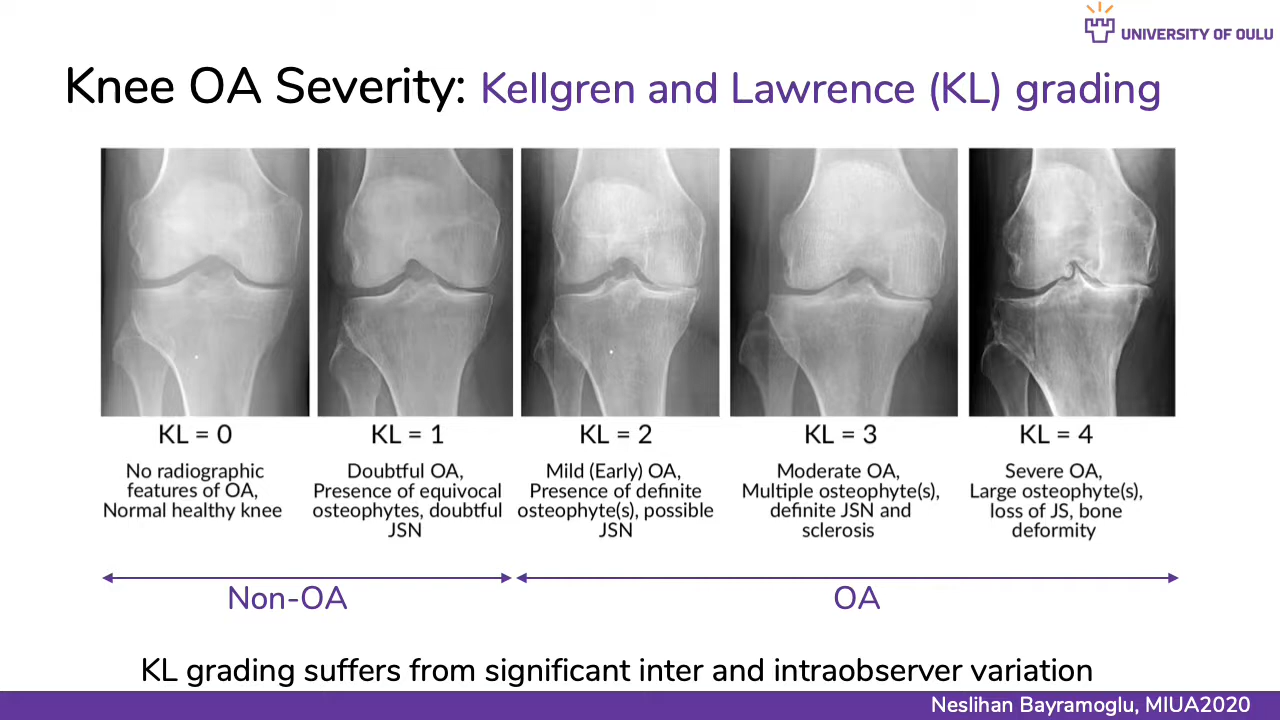 UNIVERSITY OF OULU
Knee OA Severity: Kellgren and Lawrence (KL) grading
KL = 0
No radiographic
features of OA,
Normal healthy knee
KL = 1
Doubtful OA,
Presence of equivocal
osteophytes, doubtful
JSN
KL = 2
Mild (Early) OA,
Presence of definite
osteophyte(s), possible
JSN
KL = 3
Moderate OA,
Multiple osteophyte(s),
definite JSN and
sclerosis
KL = 4
Severe OA,
Large osteophyte(s),
loss of JS, bone
deformity
Non-OA
OA
KL grading suffers from significant inter and intraobserver variation
Neslihan Bayramoglu, MIUA2020